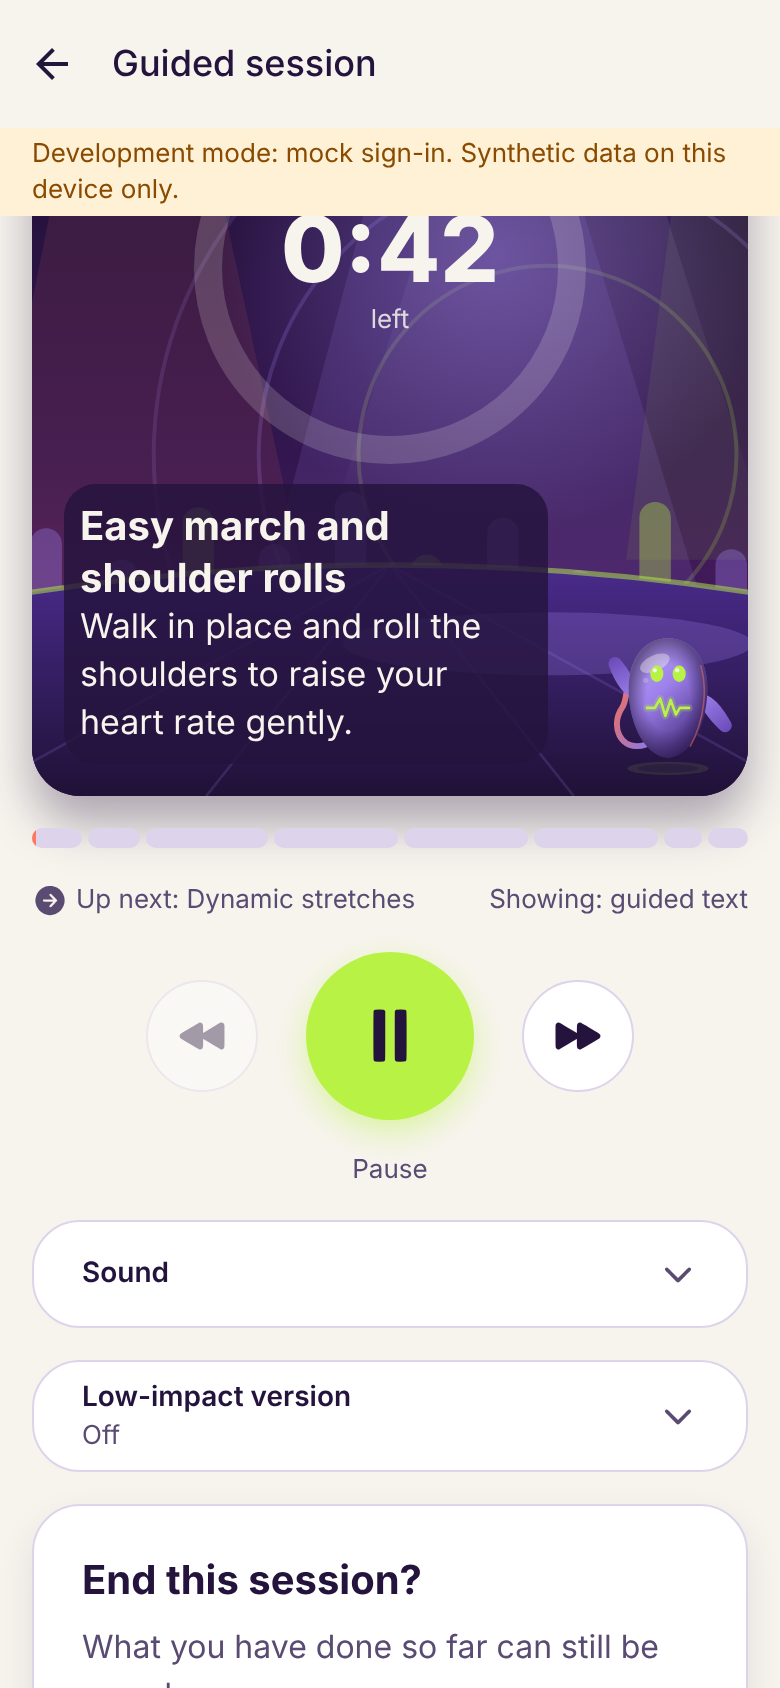 Guided session
Development mode: mock sign-in. Synthetic data on this
device only.
0:42
left
Easy march and
shoulder rolls
Walk in place and roll the
shoulders to raise your
heart rate gently.
Up next: Dynamic stretches
Showing: guided text
Pause
Sound
Low-impact version
Off
End this session?
What you have done so far can still be